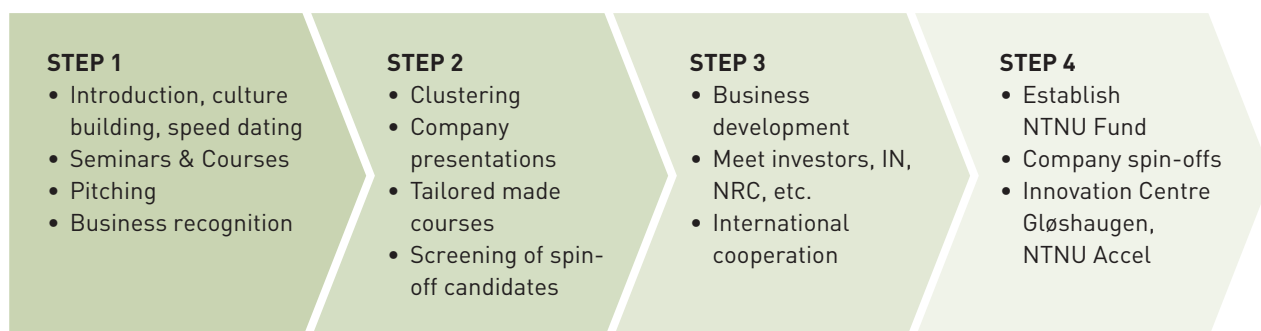 STEP 1
• Introduction, culture
building, speed dating
• Seminars & Courses
• Pitching
• Business recognition
STEP 2
• Clustering
• Company
presentations
• Tailored made
courses
• Screening of spin-
off candidates
STEP 3
• Business
development
• Meet investors, IN,
NRC, etc.
• International
cooperation
STEP 4
• Establish
NTNU Fund
• Company spin-offs
• Innovation Centre
Gløshaugen,
NTNU Accel